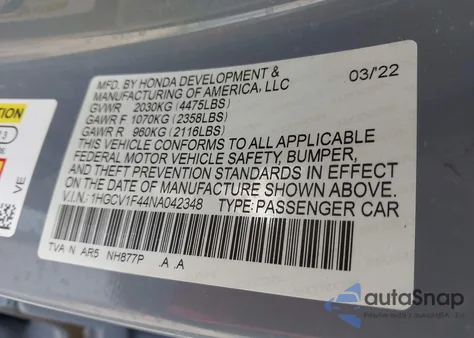 MFD. BY HONDA DEVELOPMENT &
MANUFACTURING OF AMERICA, LLC
03/'22
GVWR 2030KG (4475LBS)
GAWR F 1070KG (2358LBS)
GAWR R 960KG (2116LBS)
THIS VEHICLE CONFORMS TO ALL APPLICABLE
FEDERAL MOTOR VEHICLE SAFETY, BUMPER,
AND THEFT PREVENTION STANDARDS IN EFFECT
ON THE DATE OF MANUFACTURE SHOWN ABOVE.
V.I.N.: 1HGCV1F44NA042348 TYPE: PASSENGER CAR
TVA N AR5 NH877P .A .A
VE
autoSnap